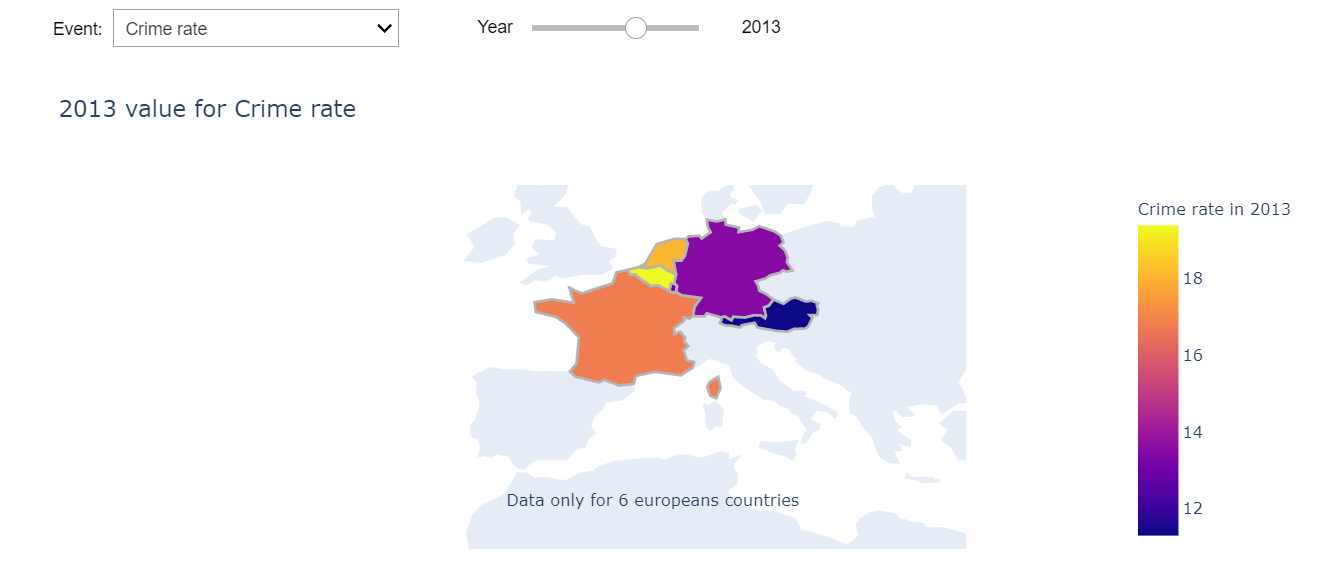 Event: Crime rate Year 2013
2013 value for Crime rate
Crime rate in 2013
18
16
14
12
Data only for 6 europeans countries